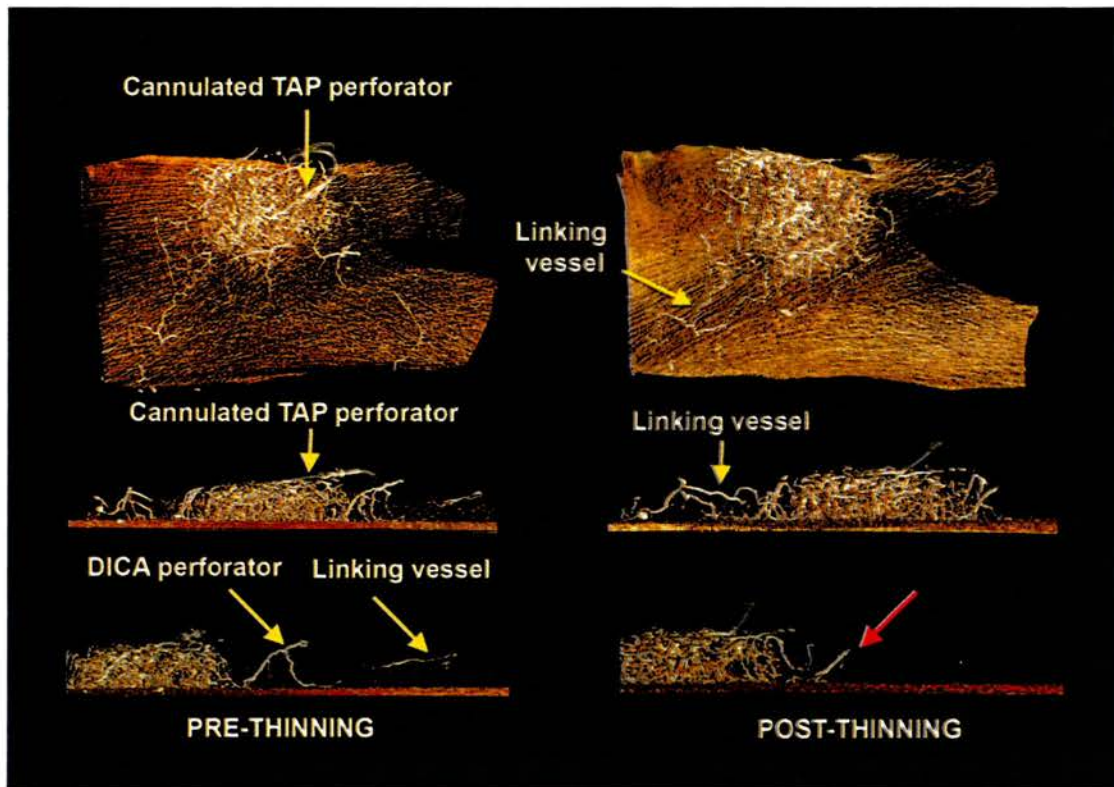 Cannulated TAP perforator
Linking
vessel
Cannulated TAP perforator
Linking vessel
DICA perforator
Linking vessel
PRE-THINNING
POST-THINNING